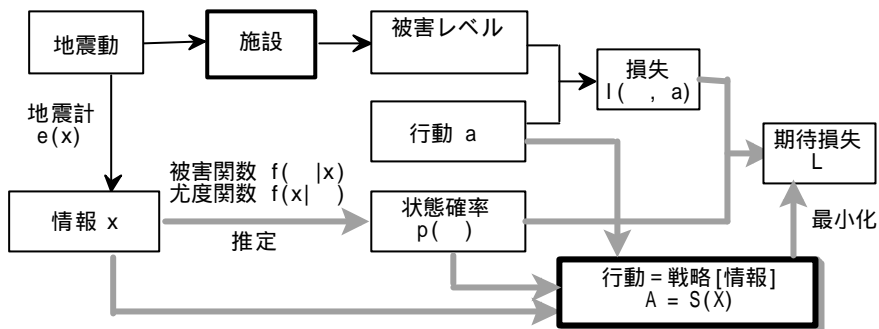 地震動
施設
被害レベル
損失
l(  , a)
地震計
e(x)
行動 a
期待損失
L
被害関数 f(  |x)
尤度関数 f(x|  )
情報 x
推定
状態確率
p(  )
最小化
行動＝戦略[情報]
A = S(X)